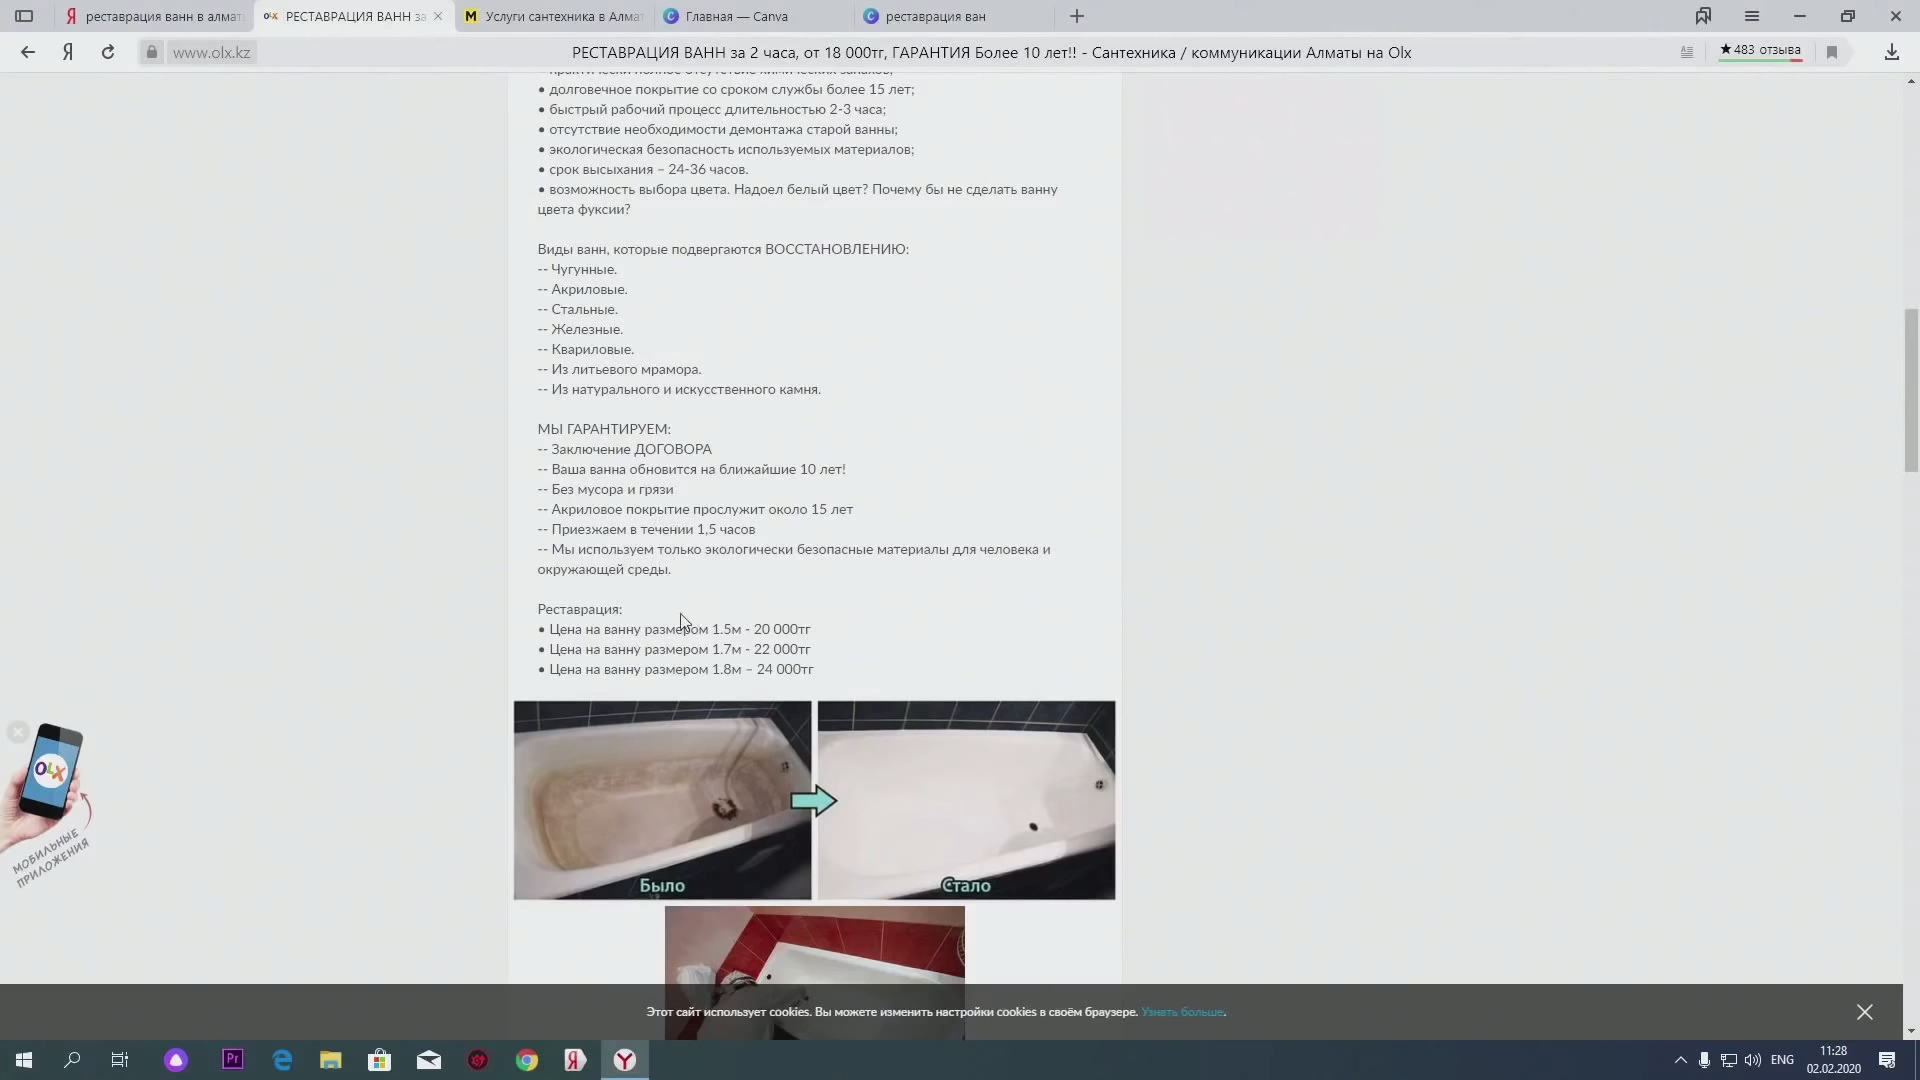 реставрация ванн в алмат
РЕСТАВРАЦИЯ ВАНН за
Услуги сантехника в Алма
Главная — Canva
реставрация ван
www.olx.kz
РЕСТАВРАЦИЯ ВАНН за 2 часа, от 18 000тг, ГАРАНТИЯ Более 10 лет!! - Сантехника / коммуникации Алматы на Olx
★ 483 отзыва
• практически полное отсутствие химических запахов;
• долговечное покрытие со сроком службы более 15 лет;
• быстрый рабочий процесс длительностью 2-3 часа;
• отсутствие необходимости демонтажа старой ванны;
• экологическая безопасность используемых материалов;
• срок высыхания – 24-36 часов.
• возможность выбора цвета. Надоел белый цвет? Почему бы не сделать ванну
цвета фуксии?
Виды ванн, которые подвергаются ВОССТАНОВЛЕНИЮ:
-- Чугунные.
-- Акриловые.
-- Стальные.
-- Железные.
-- Квариловые.
-- Из литьевого мрамора.
-- Из натурального и искусственного камня.
МЫ ГАРАНТИРУЕМ:
-- Заключение ДОГОВОРА
-- Ваша ванна обновится на ближайшие 10 лет!
-- Без мусора и грязи
-- Акриловое покрытие прослужит около 15 лет
-- Приезжаем в течении 1,5 часов
-- Мы используем только экологически безопасные материалы для человека и
окружающей среды.
Реставрация:
• Цена на ванну размером 1.5м - 20 000тг
• Цена на ванну размером 1.7м - 22 000тг
• Цена на ванну размером 1.8м – 24 000тг
OLX
МОБИЛЬНЫЕ
ПРИЛОЖЕНИЯ
Было
Стало
Этот сайт использует cookies. Вы можете изменить настройки cookies в своём браузере. Узнать больше.
Pr
ENG
11:28
02.02.2020